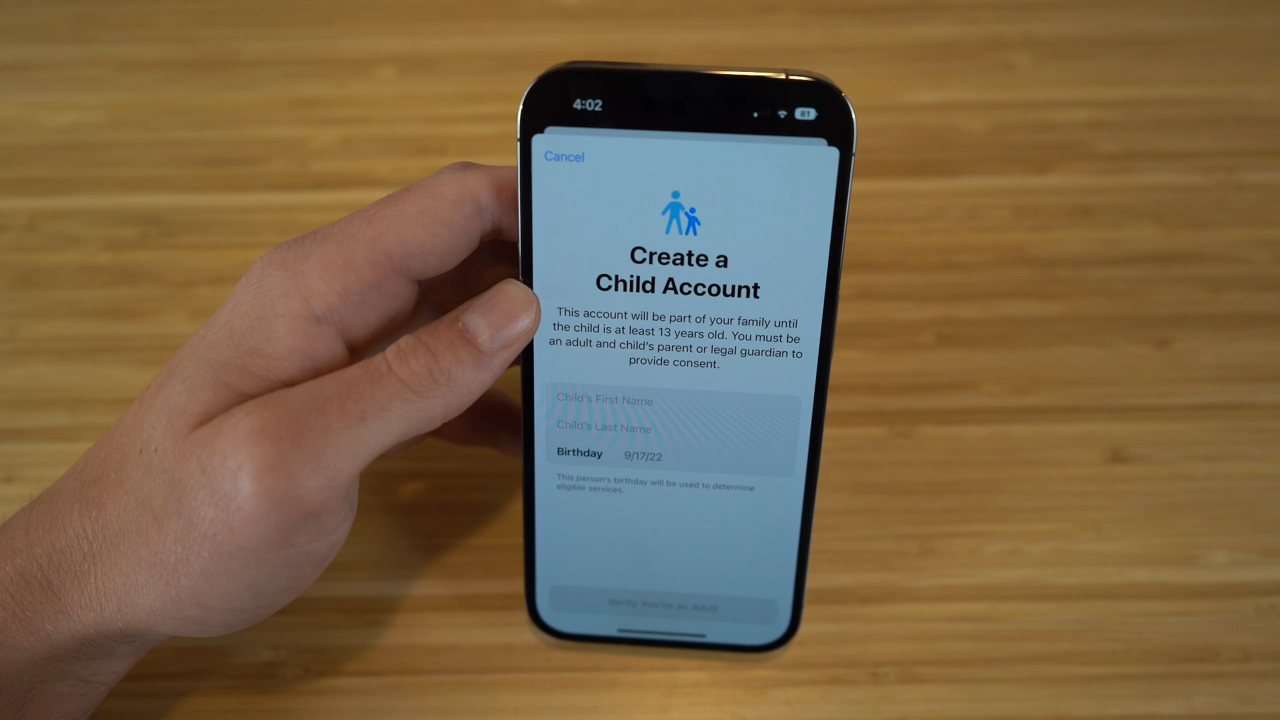 4:02
81
Cancel
Create a
Child Account
This account will be part of your family until
the child is at least 13 years old. You must be
an adult and child's parent or legal guardian to
provide consent.
Child's First Name
Child's Last Name
Birthday 9/17/22
This person's birthday will be used to determine
eligible services.
Verify You're an Adult